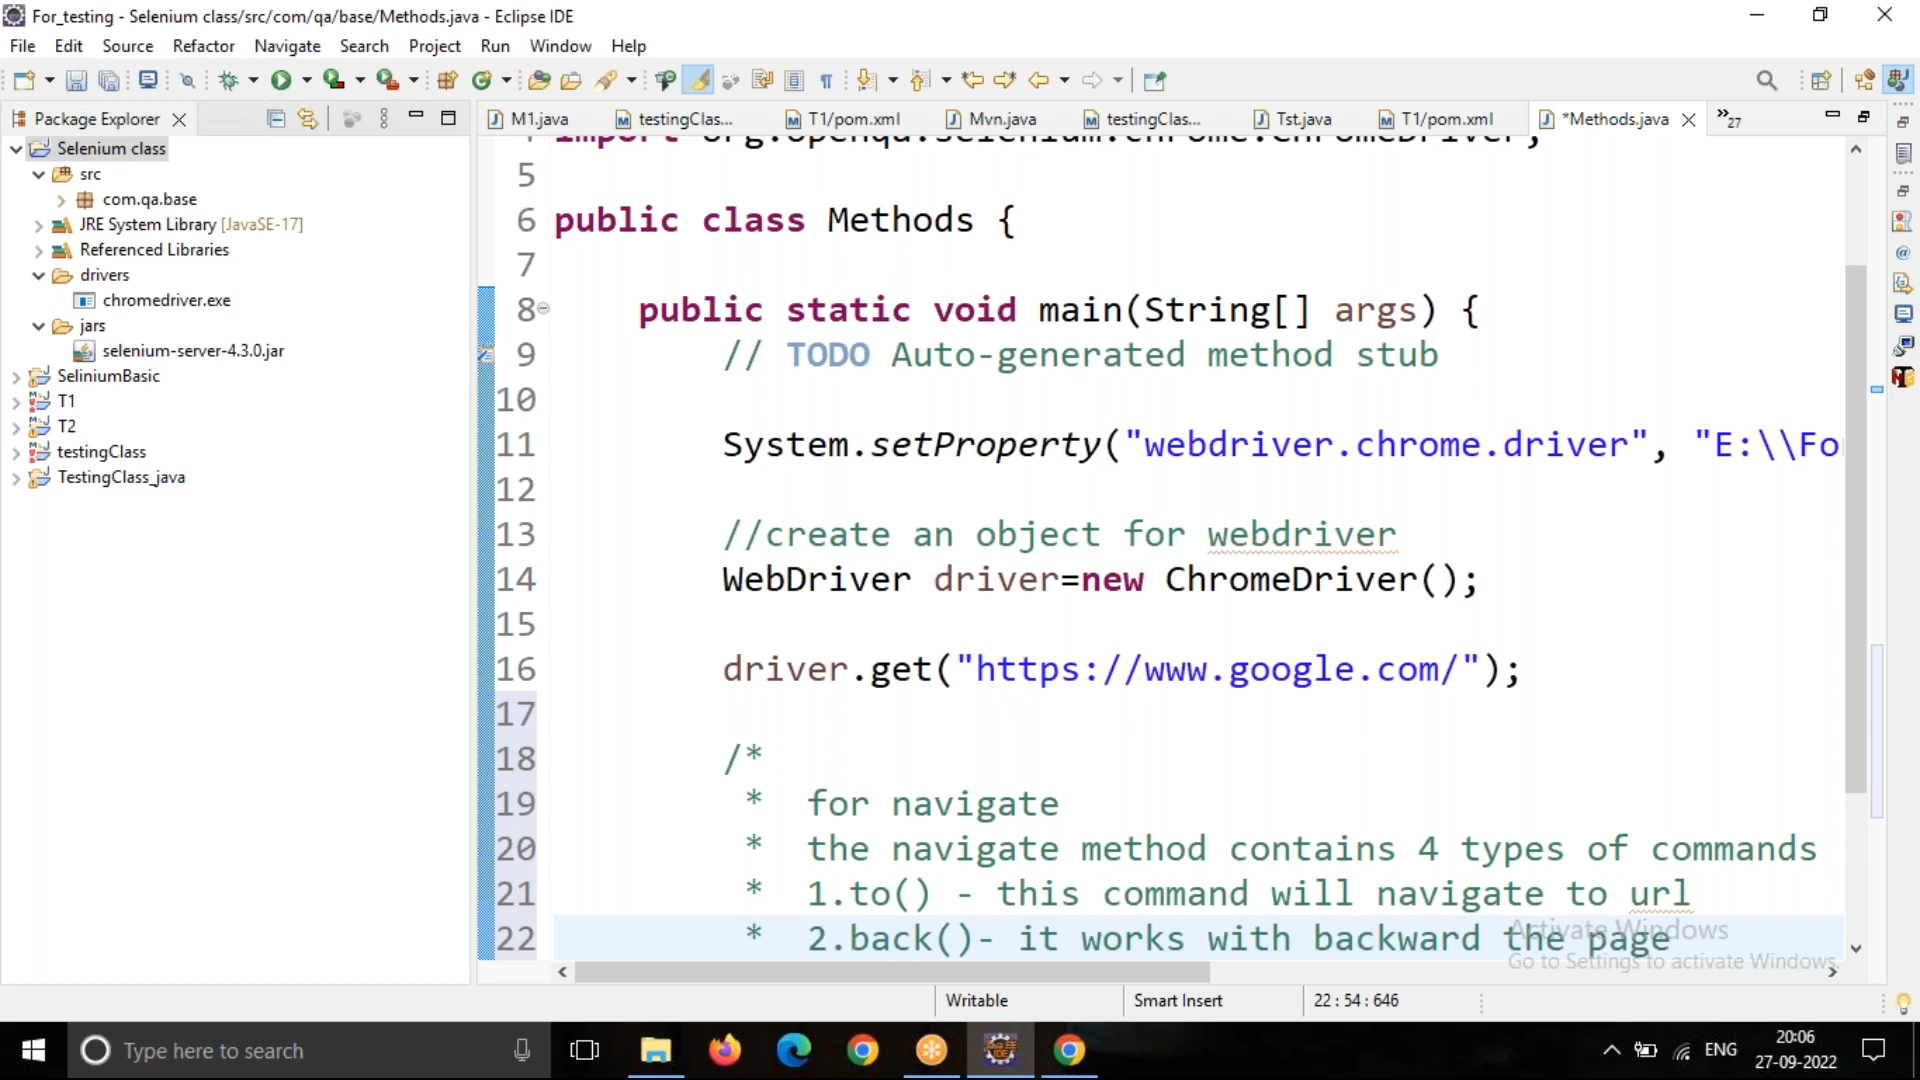 For_testing - Selenium class/src/com/qa/base/Methods.java - Eclipse IDE
File Edit Source Refactor Navigate Search Project Run Window Help
Package Explorer
M1.java testingClas... T1/pom.xml Mvn.java testingClas... Tst.java T1/pom.xml *Methods.java »27
Selenium class
src
com.qa.base
JRE System Library [JavaSE-17]
Referenced Libraries
drivers
chromedriver.exe
jars
selenium-server-4.3.0.jar
SeliniumBasic
T1
T2
testingClass
TestingClass_java
import org.openqa.selenium.chrome.ChromeDriver;
5
6 public class Methods {
7
8 public static void main(String[] args) {
9 // TODO Auto-generated method stub
10
11 System.setProperty("webdriver.chrome.driver", "E:\\Fo
12
13 //create an object for webdriver
14 WebDriver driver=new ChromeDriver();
15
16 driver.get("https://www.google.com/");
17
18 /*
19 * for navigate
20 * the navigate method contains 4 types of commands
21 * 1.to() - this command will navigate to url
22 * 2.back()- it works with backward the page
Activate Windows
Go to Settings to activate Windows.
Writable Smart Insert 22 : 54 : 646
Type here to search
ENG
20:06
27-09-2022